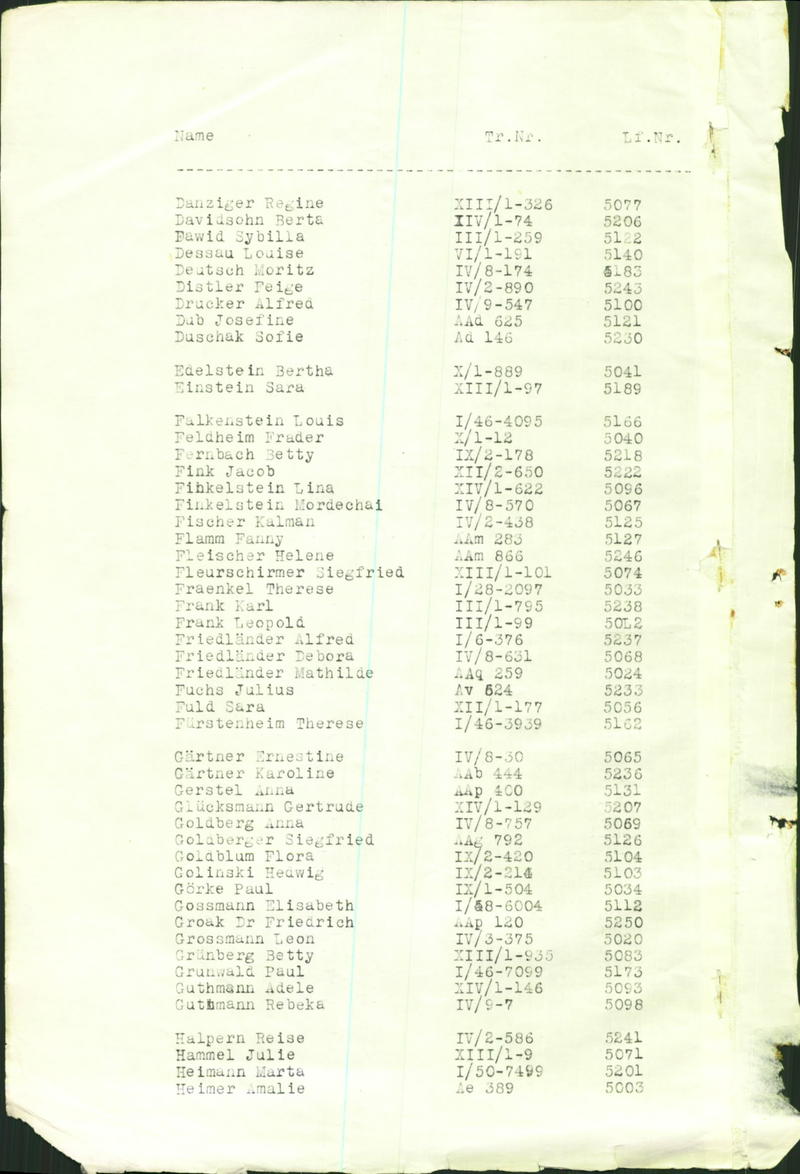 Name Tr.Nr. Lf.Nr.
Danziger Regine XIII/1-326 5077
Davidsohn Berta XIV/1-74 5206
Dawid Sybilla III/1-259 5122
Dessau Louise VI/1-191 5140
Deutsch Moritz IV/8-174 5183
Distler Feige IV/2-890 5243
Drucker Alfred IV/9-547 5100
Dub Josefine AAd 625 5121
Duschak Sofie Ad 146 5230
Edelstein Bertha X/1-889 5041
Einstein Sara XIII/1-97 5189
Falkenstein Louis I/46-4095 5166
Feldheim Frader X/1-12 5040
Fernbach Betty IX/2-178 5218
Fink Jacob XII/2-650 5222
Finkelstein Lina XIV/1-622 5096
Finkelstein Mordechai IV/8-570 5067
Fischer Kalman IV/2-438 5125
Flamm Fanny AAm 283 5127
Fleischer Helene AAm 866 5246
Fleurschirmer Siegfried XIII/1-101 5074
Fraenkel Therese I/28-2097 5033
Frank Karl III/1-795 5238
Frank Leopold III/1-99 50L2
Friedländer Alfred I/6-376 5237
Friedländer Debora IV/8-631 5068
Friedländer Mathilde AAq 259 5024
Fuchs Julius Av 624 5233
Fuld Sara XII/1-177 5056
Fürstenheim Therese I/46-3939 5162
Gärtner Ernestine IV/8-30 5065
Gärtner Karoline AAb 444 5236
Gerstel Anna AAp 400 5131
Glücksmann Gertrude XIV/1-129 5207
Goldberg Anna IV/8-757 5069
Goldberger Siegfried AAg 792 5126
Goldblum Flora IX/2-420 5104
Golinski Hedwig IX/2-214 5103
Görke Paul IX/1-504 5034
Gossmann Elisabeth I/48-6004 5112
Groak Dr Friedrich AAp 120 5250
Grossmann Leon IV/3-375 5020
Grünberg Betty XIII/1-935 5083
Grunwald Paul I/46-7099 5173
Guthmann Adele XIV/1-146 5093
Guthmann Rebeka IV/9-7 5098
Halpern Reise IV/2-586 5241
Hammel Julie XIII/1-9 5071
Heimann Marta I/50-7499 5201
Heimer Amalie Ae 389 5003